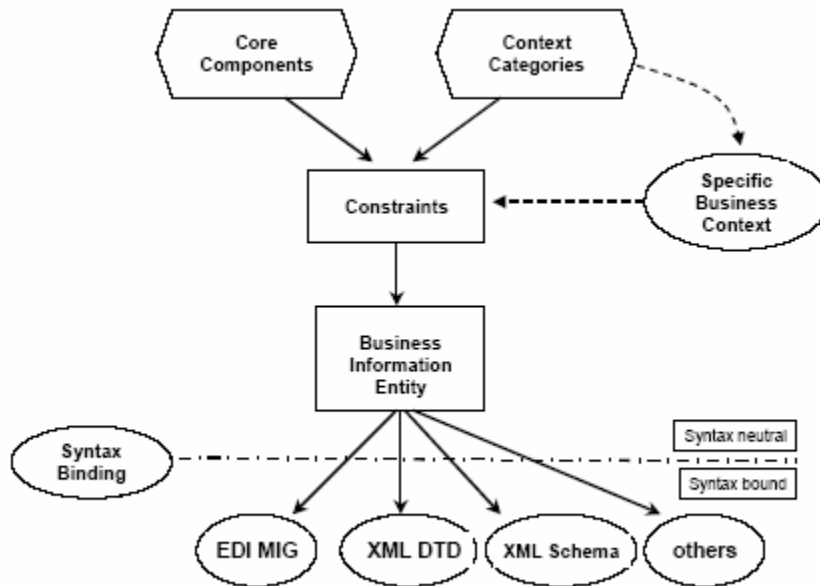 Core
Components
Context
Categories
Specific
Business
Context
Constraints
Business
Information
Entity
Syntax neutral
Syntax
Binding
Syntax bound
EDI MIG
XML DTD
XML Schema
others